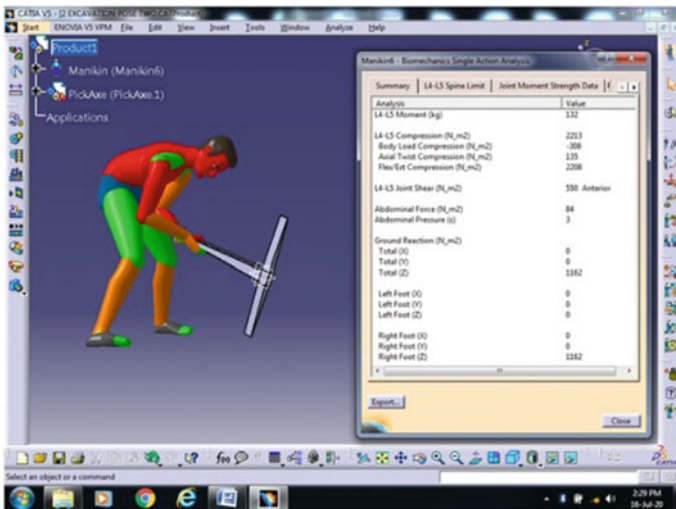 CATIA V5 - [J2 EXCAVATION POSE TWO.CATProduct]
Start ENOVIA V5 VPM File Edit View Insert Tools Window Analyze Help
Product1
Manikin (Manikin6)
PickAxe (PickAxe.1)
Applications
Manikin6 - Biomechanics Single Action Analysis
Summary L4-L5 Spine Limit Joint Moment Strength Data
Analysis Value
L4-L5 Moment (kg) 132
L4-L5 Compression (N_m2) 2213
Body Load Compression (N_m2) -308
Axial Twist Compression (N_m2) 135
Flex/Ext Compression (N_m2) 2208
L4-L5 Joint Shear (N_m2) 550 Anterior
Abdominal Force (N_m2) 84
Abdominal Pressure (s) 3
Ground Reaction (N_m2)
Total (X) 0
Total (Y) 0
Total (Z) 1162
Left Foot (X) 0
Left Foot (Y) 0
Left Foot (Z) 0
Right Foot (X) 0
Right Foot (Y) 0
Right Foot (Z) 1162
Export...
Close
Select an object or a command
2:29 PM
16-Jul-20